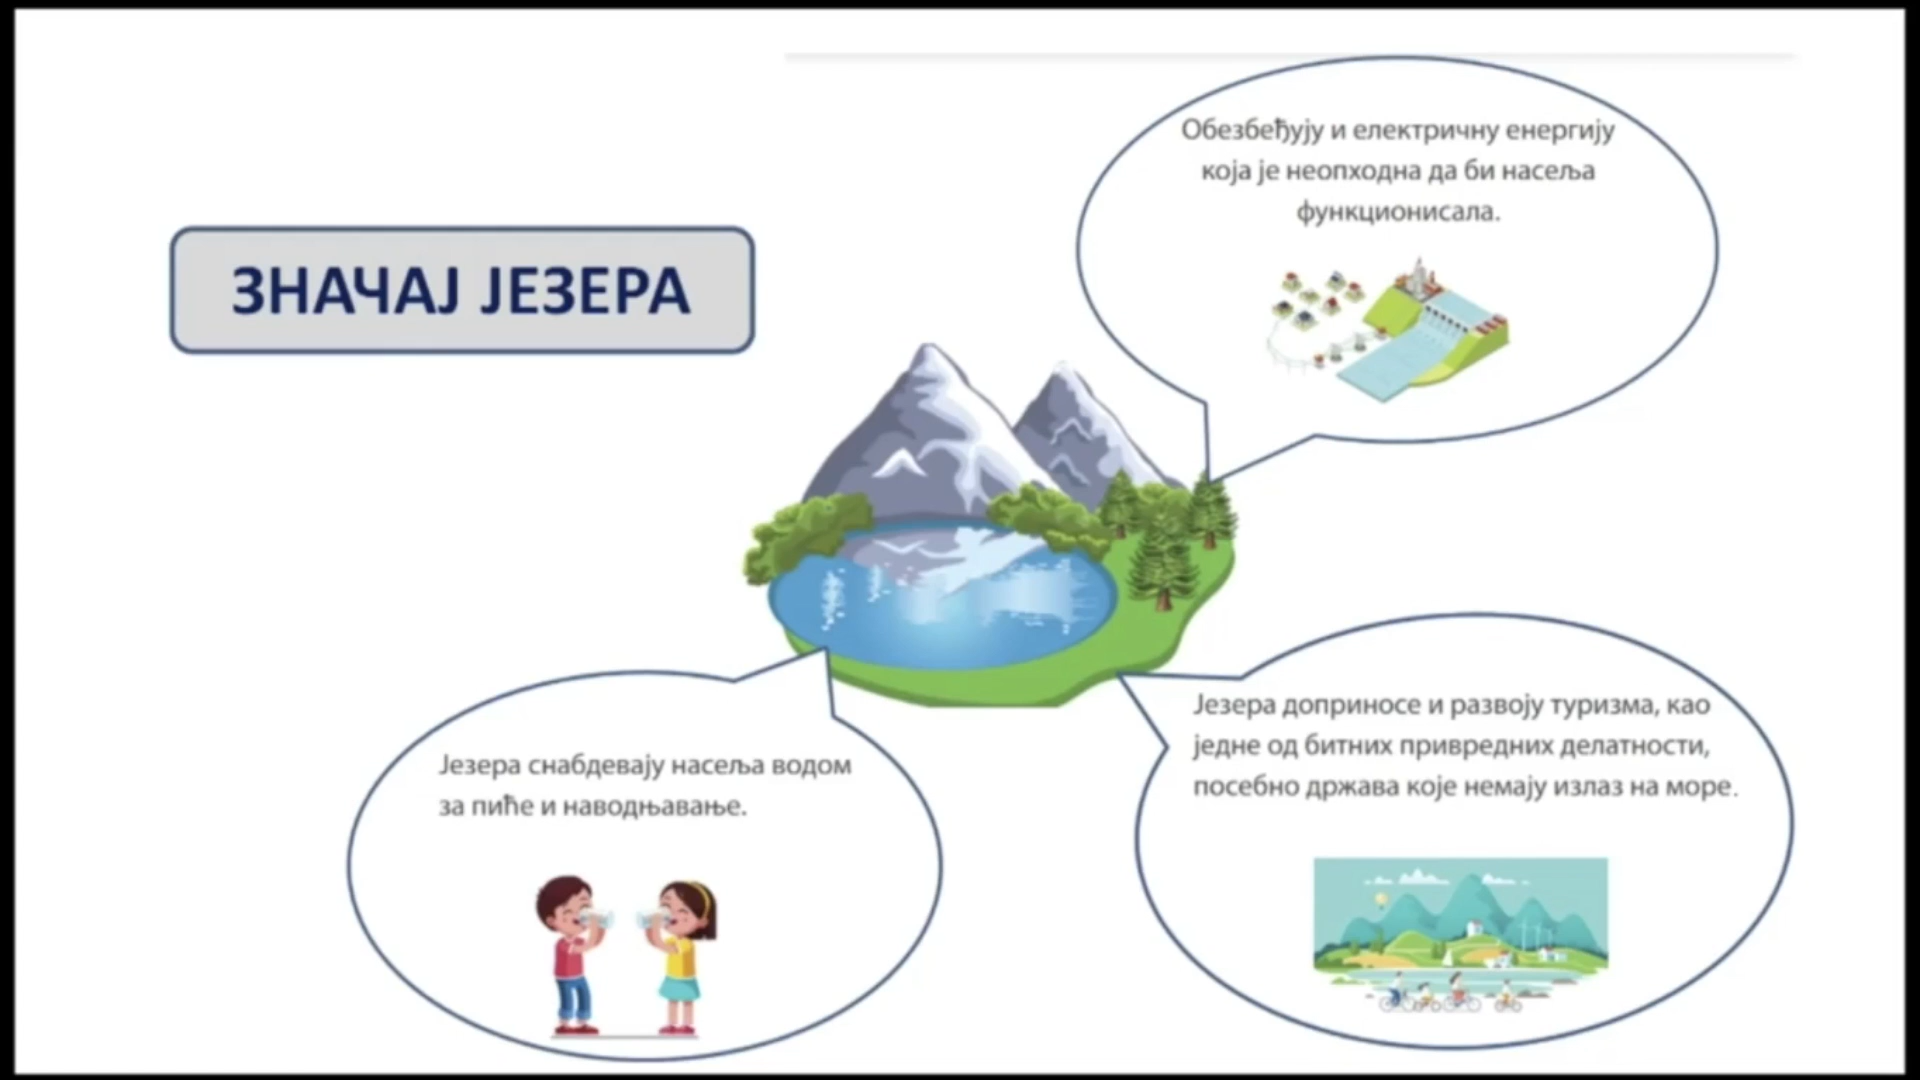 ЗНАЧАЈ ЈЕЗЕРА
Обезбеђују и електричну енергију
која је неопходна да би насеља
функционисала.
Језера снабдевају насеља водом
за пиће и наводњавање.
Језера доприносе и развоју туризма, као
једне од битних привредних делатности,
посебно држава које немају излаз на море.